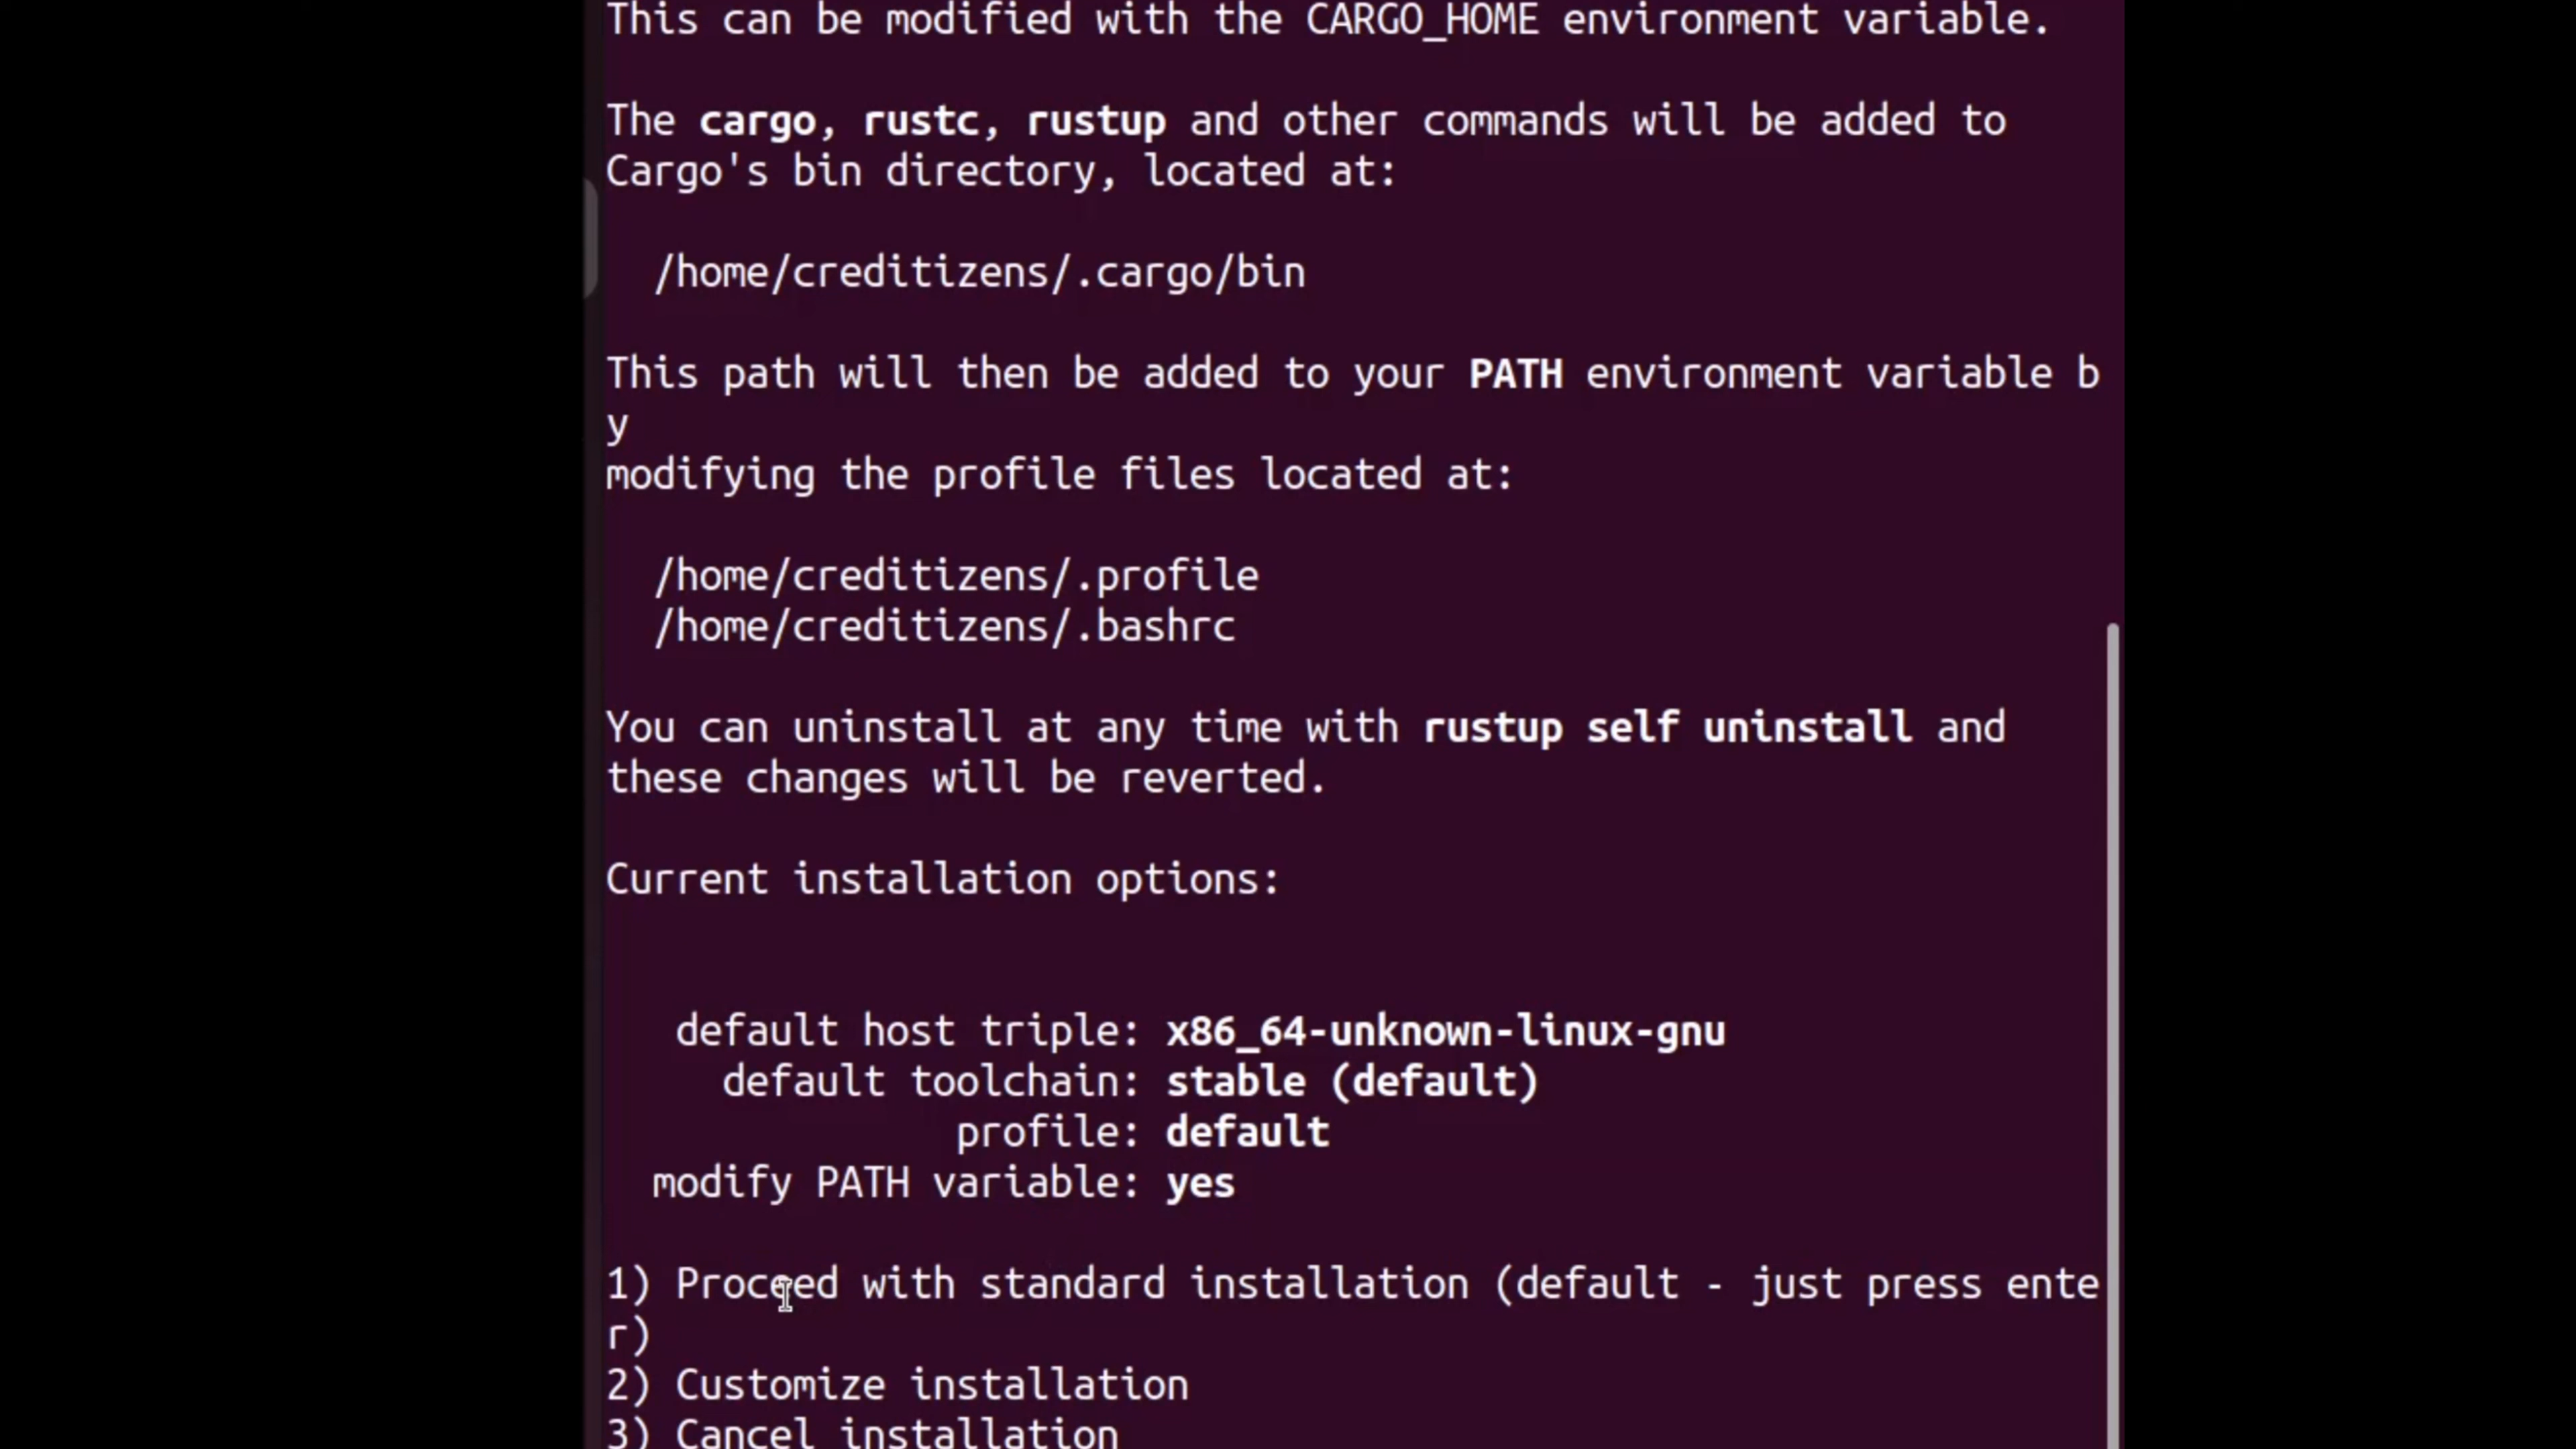 This can be modified with the CARGO_HOME environment variable.
The cargo, rustc, rustup and other commands will be added to
Cargo's bin directory, located at:
/home/creditizens/.cargo/bin
This path will then be added to your PATH environment variable b
y
modifying the profile files located at:
/home/creditizens/.profile
/home/creditizens/.bashrc
You can uninstall at any time with rustup self uninstall and
these changes will be reverted.
Current installation options:
default host triple: x86_64-unknown-linux-gnu
default toolchain: stable (default)
profile: default
modify PATH variable: yes
1) Proceed with standard installation (default - just press ente
r)
2) Customize installation
3) Cancel installation